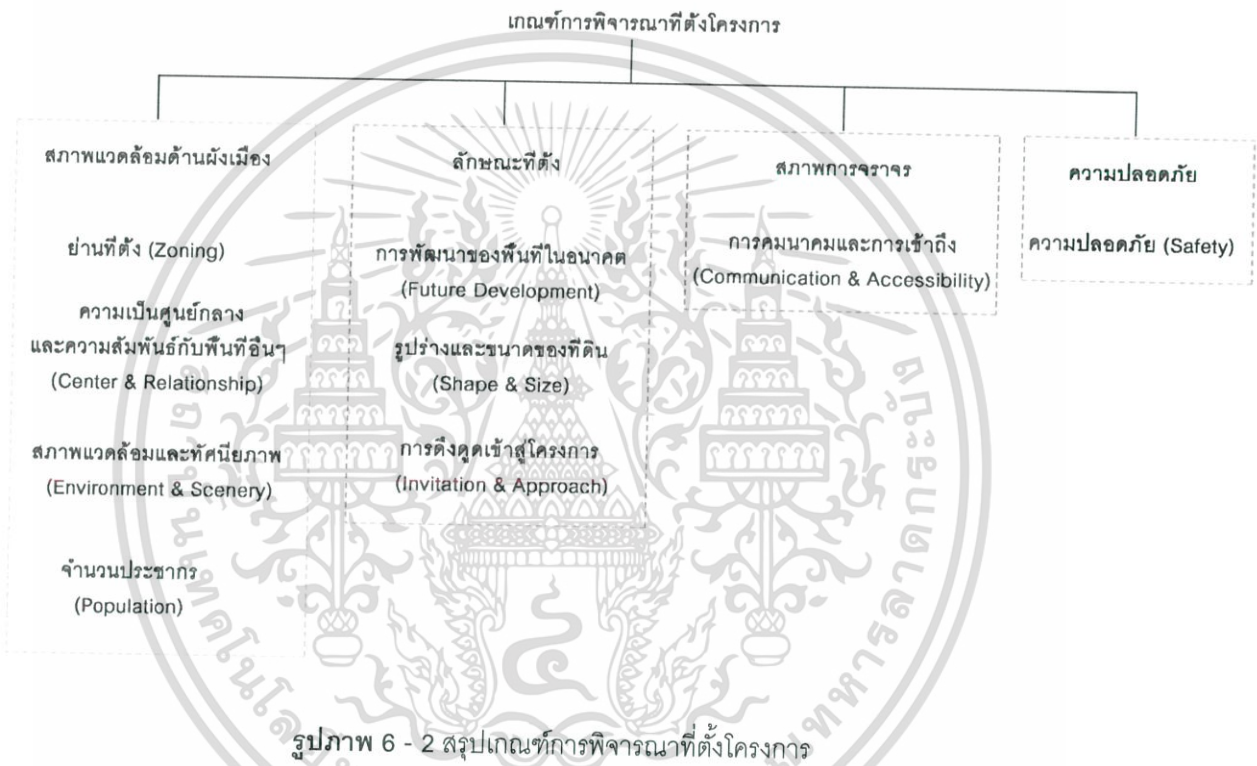 เกณฑ์การพิจารณาที่ตั้งโครงการ
สภาพแวดล้อมด้านผังเมือง
ย่านที่ตั้ง (Zoning)
ความเป็นศูนย์กลาง
และความสัมพันธ์กับพื้นที่อื่นๆ
(Center & Relationship)
สภาพแวดล้อมและทัศนียภาพ
(Environment & Scenery)
จำนวนประชากร
(Population)
ลักษณะที่ตั้ง
การพัฒนาของพื้นที่ในอนาคต
(Future Development)
รูปร่างและขนาดของที่ดิน
(Shape & Size)
การดึงดูดเข้าสู่โครงการ
(Invitation & Approach)
สภาพการจราจร
การคมนาคมและการเข้าถึง
(Communication & Accessibility)
ความปลอดภัย
ความปลอดภัย (Safety)
รูปภาพ 6 - 2 สรุปเกณฑ์การพิจารณาที่ตั้งโครงการ